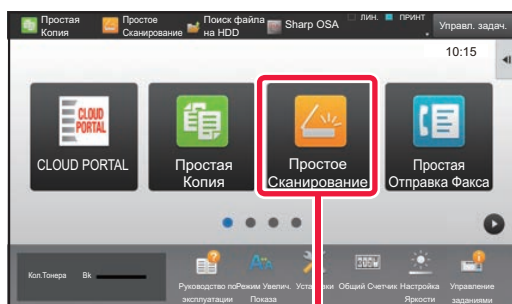 Простая
Копия
Простое
Сканирование
Поиск файла
на HDD
Sharp OSA
ЛИН.
ПРИНТ
Управл. задач.
10:15
CLOUD
PORTAL
CLOUD PORTAL
Простая
Копия
Простое
Сканирование
Простая
Отправка Факса
Кол.Тонера Bk
Руководство по
эксплуатации
Режим Увелич.
Показа
Установки
Общий Счетчик
Настройка
Яркости
Управление
заданиями